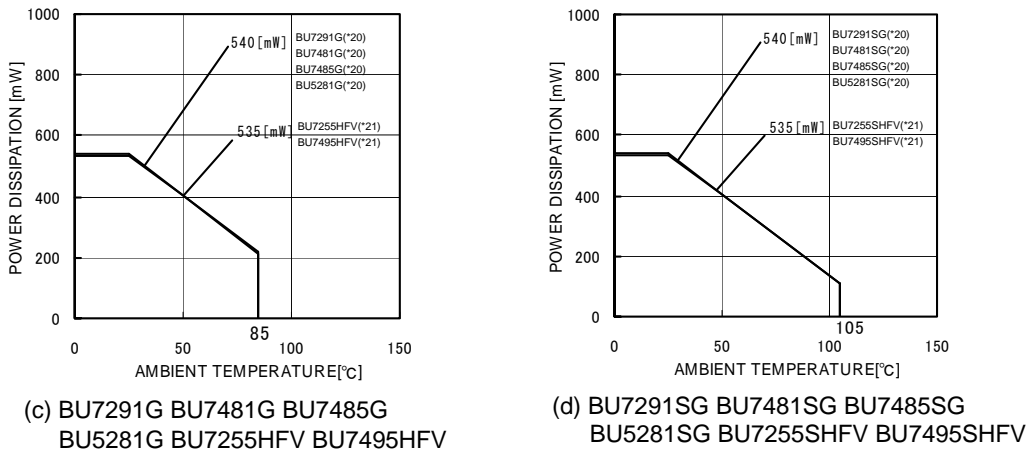 1000
800
600
400
200
0
POWER DISSIPATION [mW]
540[mW]
BU7291G(*20)
BU7481G(*20)
BU7485G(*20)
BU5281G(*20)
535[mW]
BU7255HFV(*21)
BU7495HFV(*21)
85
0 50 100 150
AMBIENT TEMPERATURE[℃]
(c) BU7291G BU7481G BU7485G
BU5281G BU7255HFV BU7495HFV
1000
800
600
400
200
0
POWER DISSIPATION [mW]
540[mW]
BU7291SG(*20)
BU7481SG(*20)
BU7485SG(*20)
BU5281SG(*20)
535[mW]
BU7255SHFV(*21)
BU7495SHFV(*21)
105
0 50 100 150
AMBIENT TEMPERATURE[℃]
(d) BU7291SG BU7481SG BU7485SG
BU5281SG BU7255SHFV BU7495SHFV